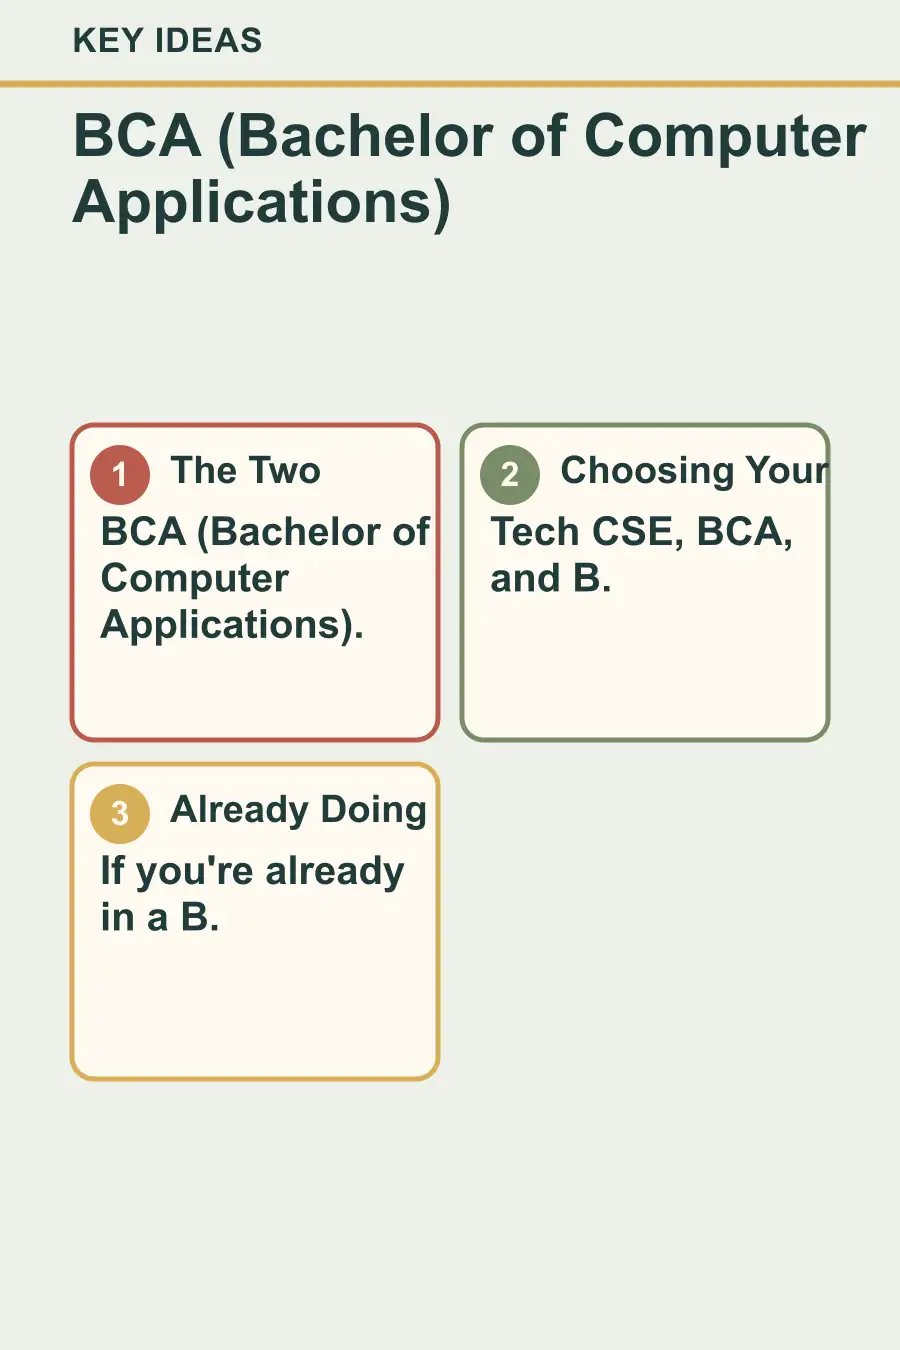 KEY IDEAS
BCA (Bachelor of Computer
Applications)
1 The Two
BCA (Bachelor of
Computer
Applications).
2 Choosing Your
Tech CSE, BCA,
and B.
3 Already Doing
If you're already
in a B.